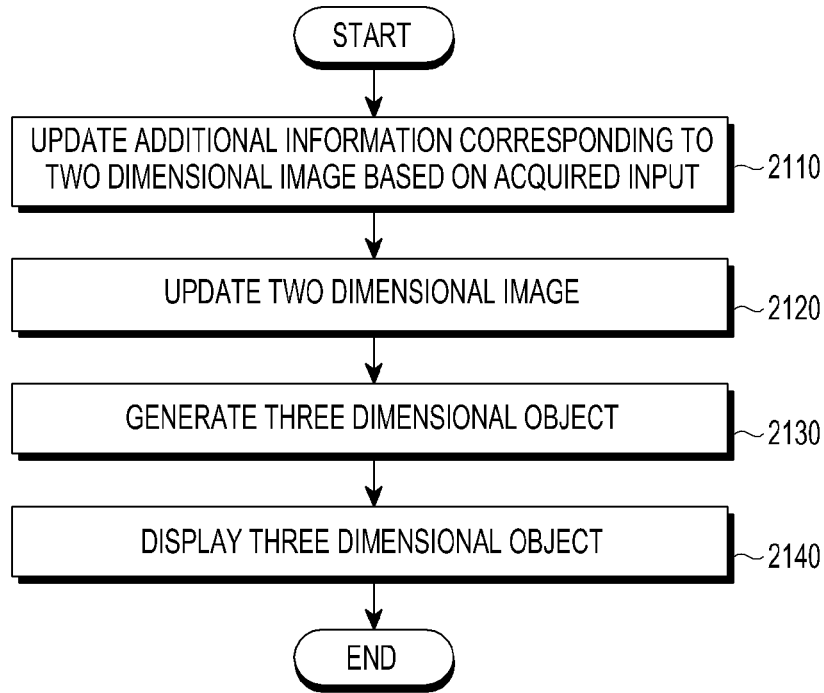 START
UPDATE ADDITIONAL INFORMATION CORRESPONDING TO
TWO DIMENSIONAL IMAGE BASED ON ACQUIRED INPUT
2110
UPDATE TWO DIMENSIONAL IMAGE
2120
GENERATE THREE DIMENSIONAL OBJECT
2130
DISPLAY THREE DIMENSIONAL OBJECT
2140
END